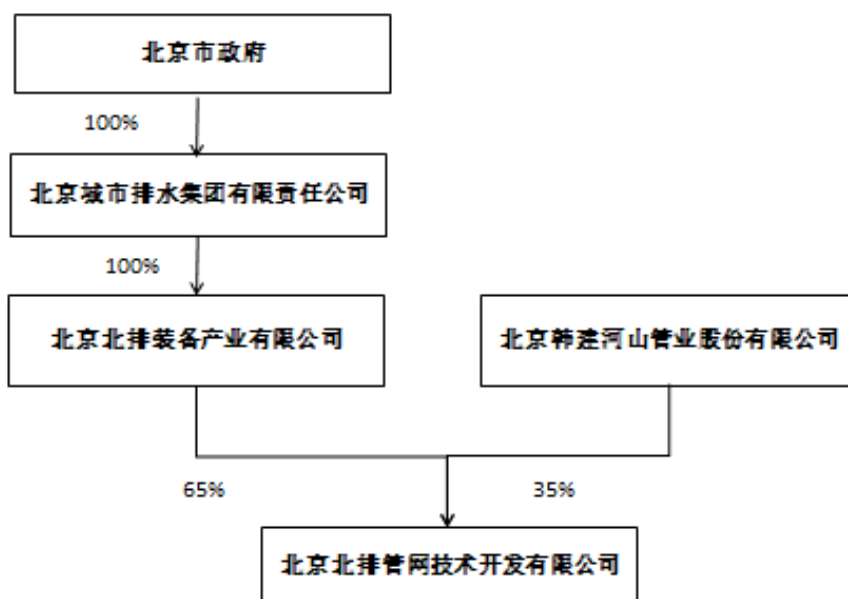 北京市政府
100%
北京城市排水集团有限责任公司
100%
北京北排装备产业有限公司
北京韩建河山管业股份有限公司
65%
35%
北京北排管网技术开发有限公司